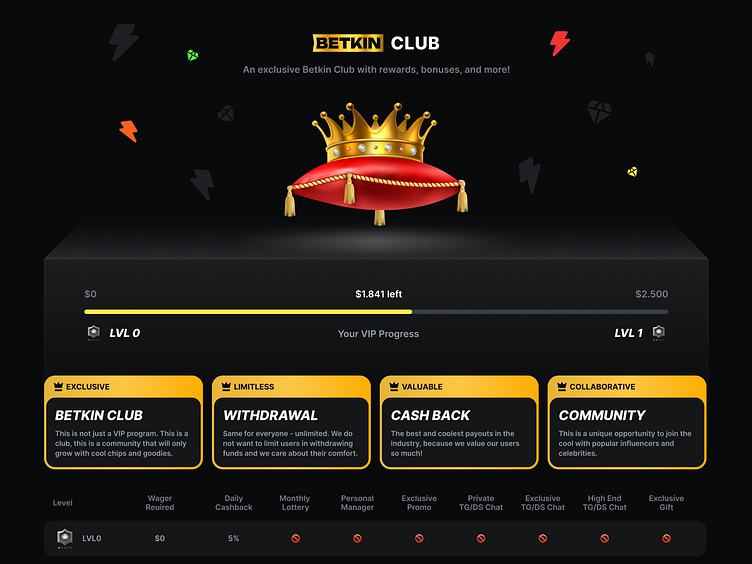 BETKIN CLUB
An exclusive Betkin Club with rewards, bonuses, and more!
$0 $1.841 left $2.500
LVL 0 Your VIP Progress LVL 1
EXCLUSIVE
BETKIN CLUB
This is not just a VIP program. This is a
club, this is a community that will only
grow with cool chips and goodies.
LIMITLESS
WITHDRAWAL
Same for everyone - unlimited. We do
not want to limit users in withdrawing
funds and we care about their comfort.
VALUABLE
CASH BACK
The best and coolest payouts in the
industry, because we value our users
so much!
COLLABORATIVE
COMMUNITY
This is a unique opportunity to join the
cool with popular influencers and
celebrities.
Level
Wager
Reuired
Daily
Cashback
Monthly
Lottery
Personal
Manager
Exclusive
Promo
Private
TG/DS Chat
Exclusive
TG/DS Chat
High End
TG/DS Chat
Exclusive
Gift
LVL0 $0 5%